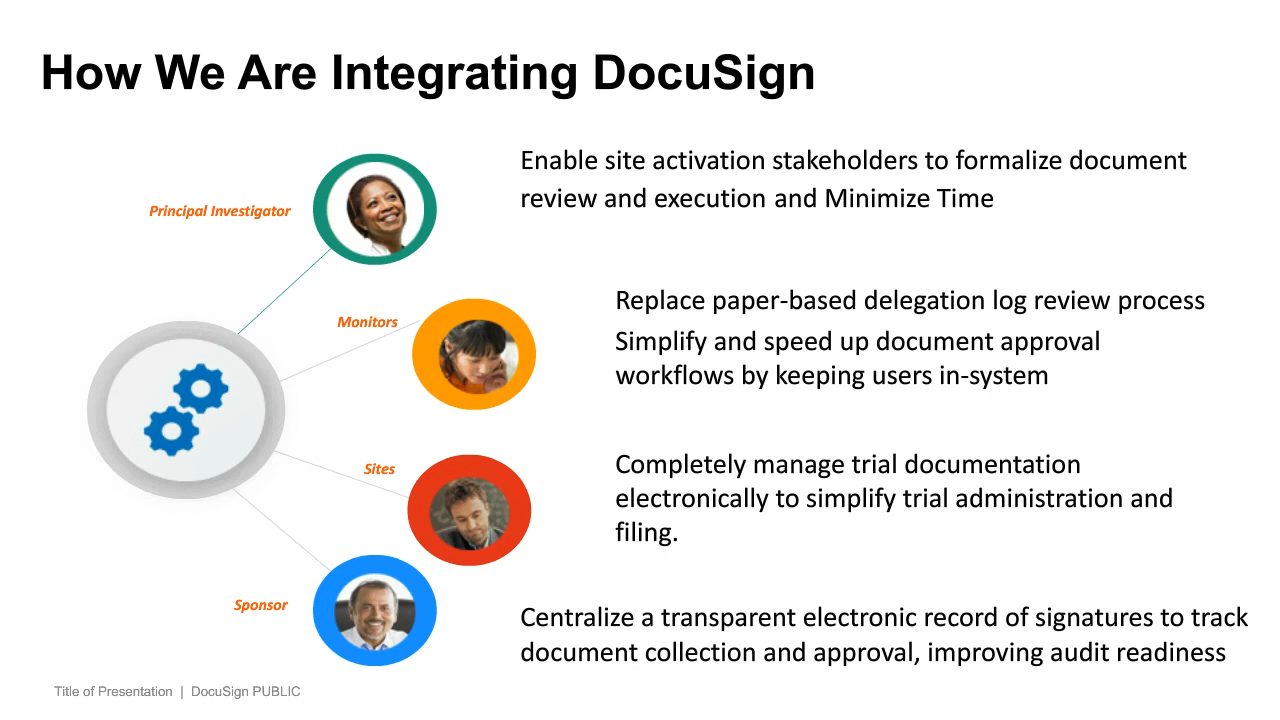 How We Are Integrating DocuSign
Principal Investigator
Enable site activation stakeholders to formalize document
review and execution and Minimize Time
Monitors
Replace paper-based delegation log review process
Simplify and speed up document approval
workflows by keeping users in-system
Sites
Completely manage trial documentation
electronically to simplify trial administration and
filing.
Sponsor
Centralize a transparent electronic record of signatures to track
document collection and approval, improving audit readiness
Title of Presentation | DocuSign PUBLIC